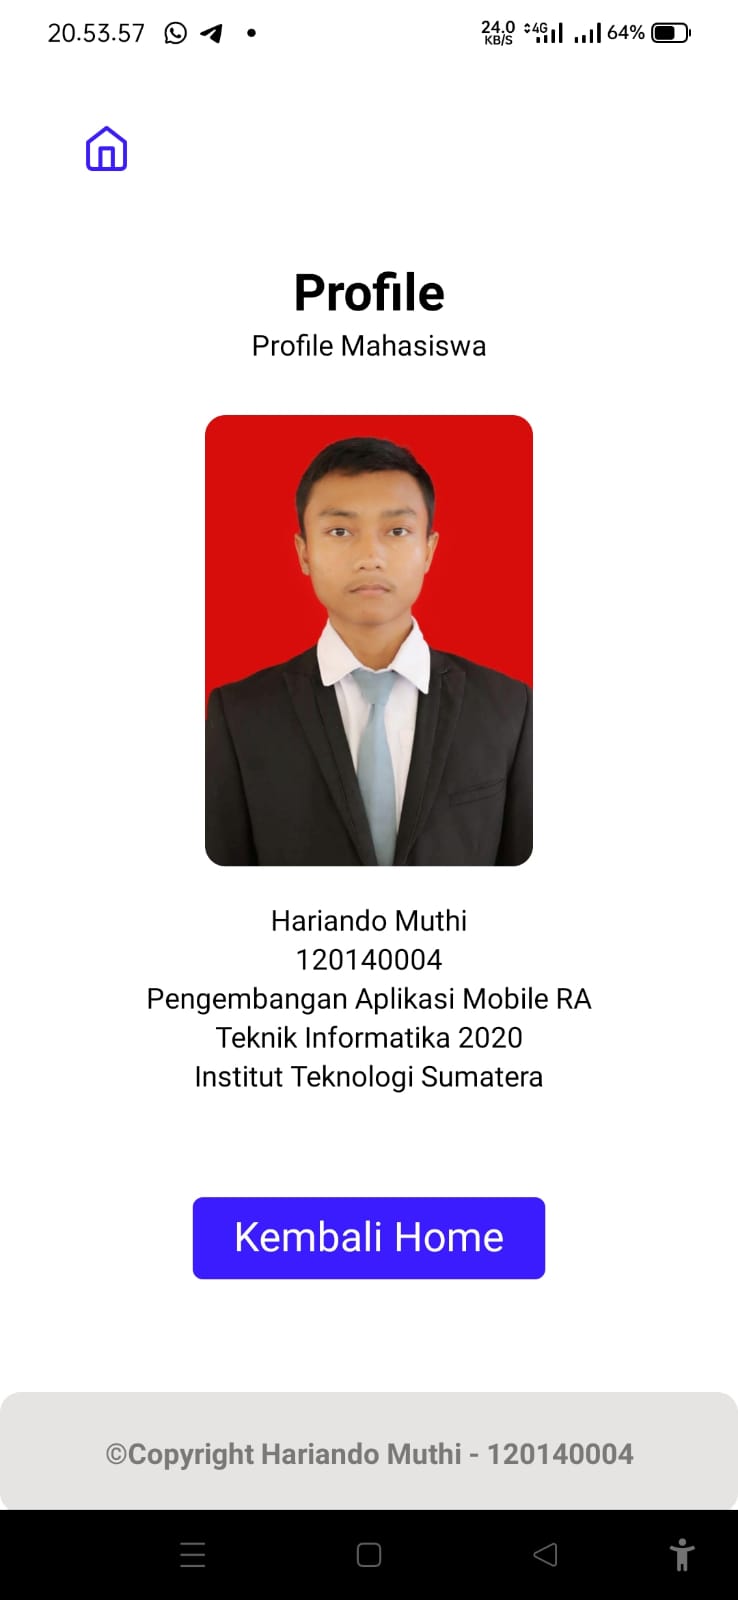 20.53.57
24.0 KB/S 4G 64%
Profile
Profile Mahasiswa
Hariando Muthi
120140004
Pengembangan Aplikasi Mobile RA
Teknik Informatika 2020
Institut Teknologi Sumatera
Kembali Home
©Copyright Hariando Muthi - 120140004